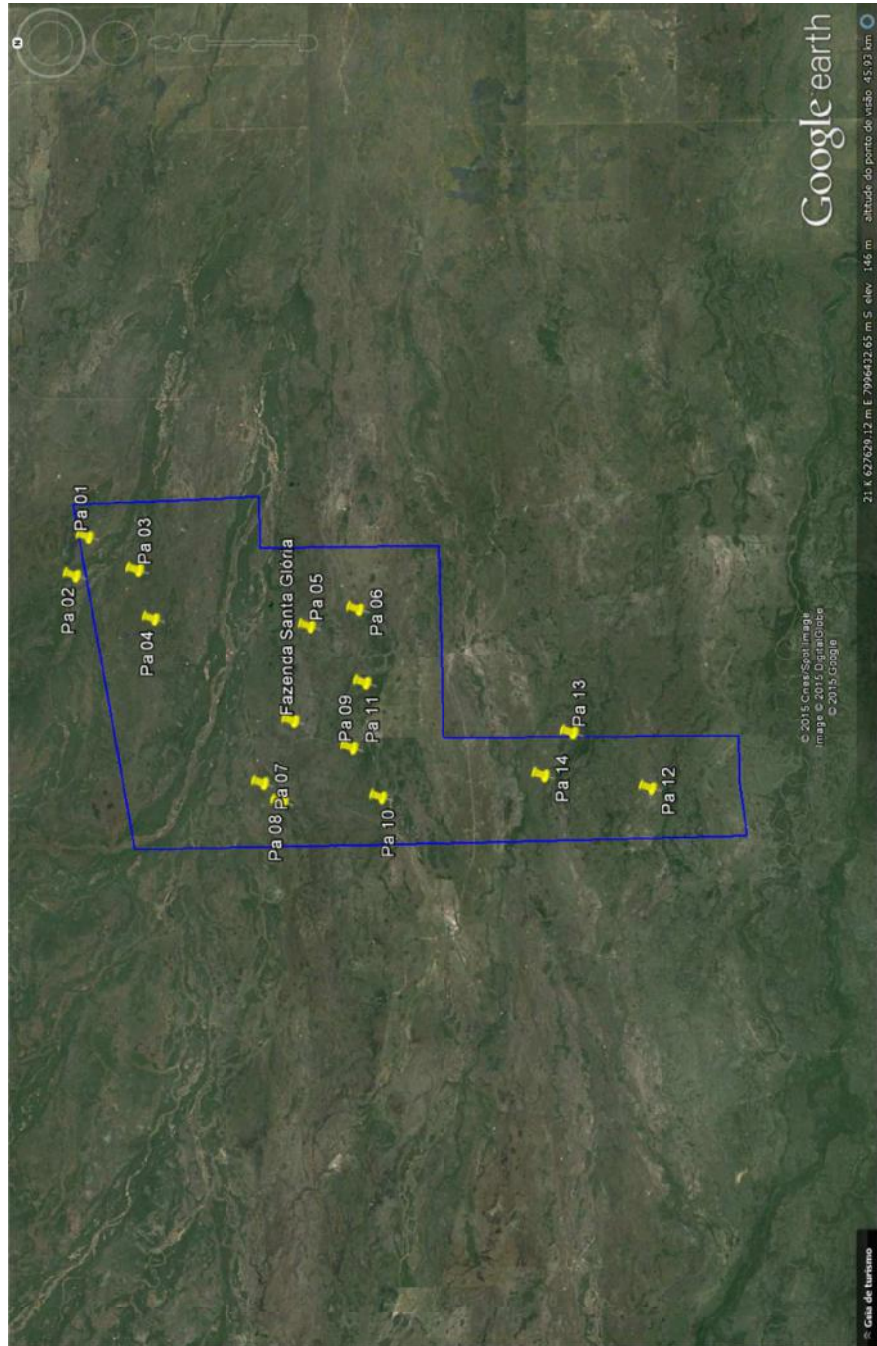 Pa 02
Pa 01
Pa 03
Pa 04
Fazenda Santa Glória
Pa 05
Pa 06
Pa 07
Pa 08
Pa 09
Pa 11
Pa 10
Pa 13
Pa 14
Pa 12
N
© 2015 Cnes/Spot Image
Image © 2015 DigitalGlobe
© 2015 Google
Google earth
Guia de turismo
21 K 627629.12 m E 7996432.65 m S elev 146 m altitude do ponto de visão 45.93 km